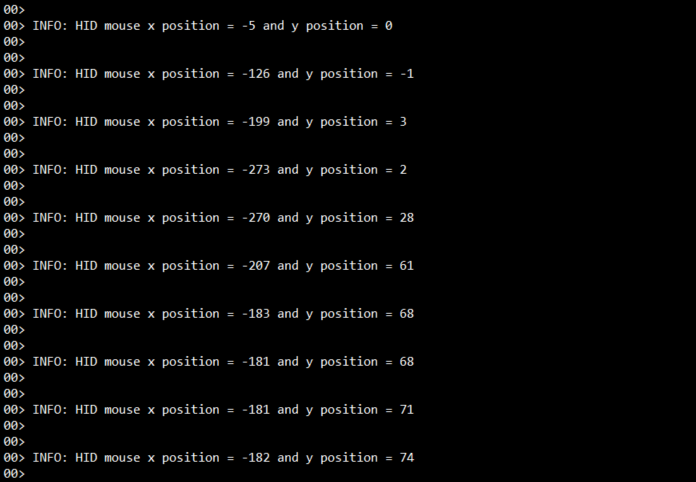 00>
00> INFO: HID mouse x position = -5 and y position = 0
00>
00>
00> INFO: HID mouse x position = -126 and y position = -1
00>
00>
00> INFO: HID mouse x position = -199 and y position = 3
00>
00>
00> INFO: HID mouse x position = -273 and y position = 2
00>
00>
00> INFO: HID mouse x position = -270 and y position = 28
00>
00>
00> INFO: HID mouse x position = -207 and y position = 61
00>
00>
00> INFO: HID mouse x position = -183 and y position = 68
00>
00>
00> INFO: HID mouse x position = -181 and y position = 68
00>
00>
00> INFO: HID mouse x position = -181 and y position = 71
00>
00>
00> INFO: HID mouse x position = -182 and y position = 74
00>